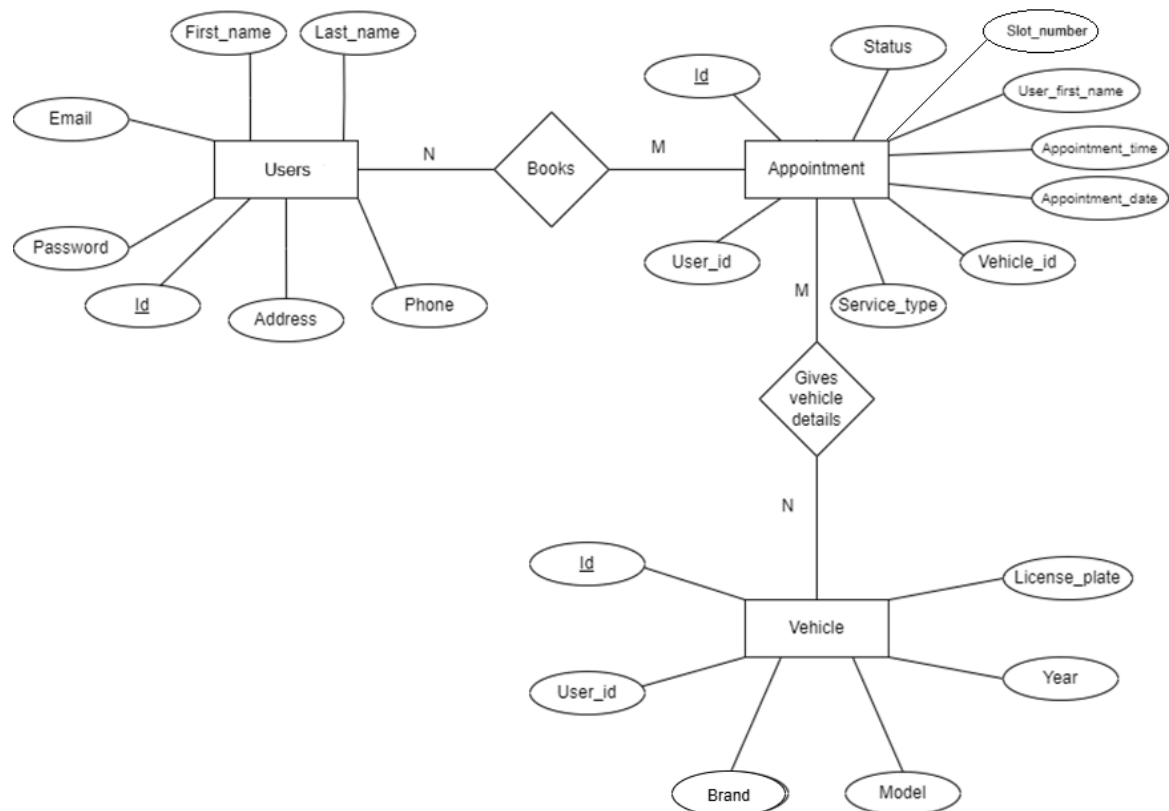 First_name
Last_name
Slot_number
Status
Id
User_first_name
Email
Appointment_time
Users
N
Books
M
Appointment
Appointment_date
Password
User_id
Vehicle_id
Id
Address
Phone
Service_type
M
Gives
vehicle
details
N
Id
License_plate
Vehicle
User_id
Year
Brand
Model